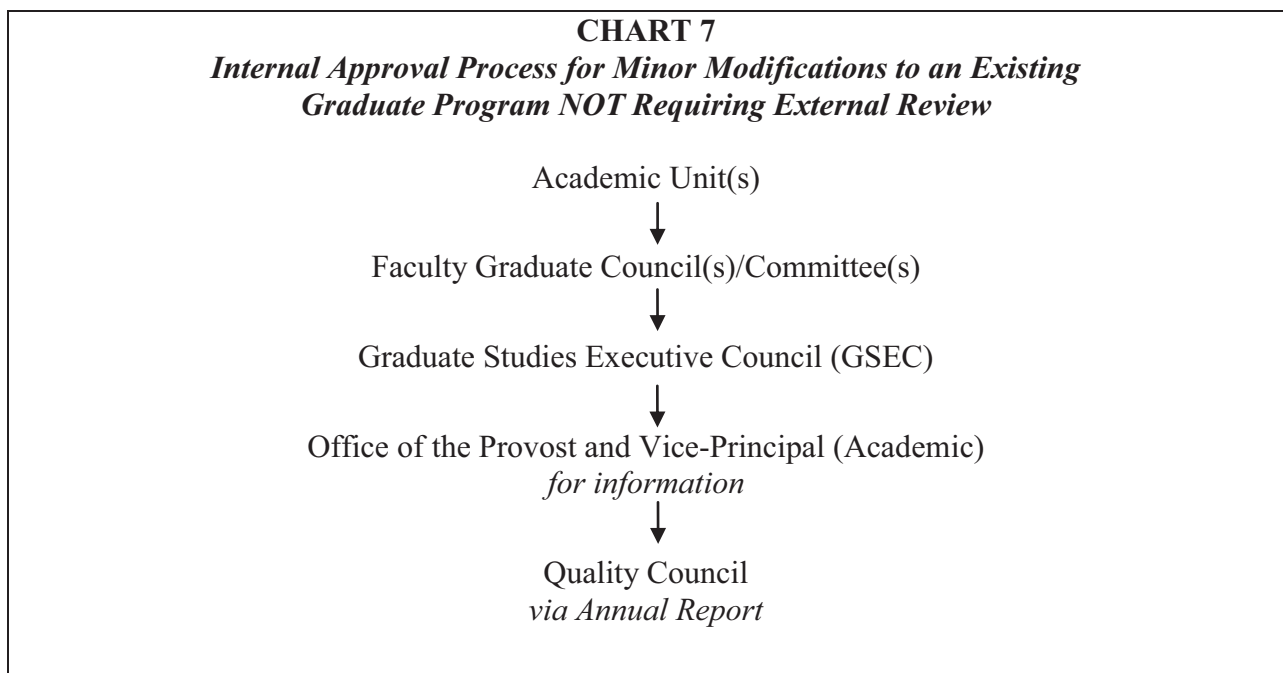 CHART 7
Internal Approval Process for Minor Modifications to an Existing
Graduate Program NOT Requiring External Review
Academic Unit(s)
Faculty Graduate Council(s)/Committee(s)
Graduate Studies Executive Council (GSEC)
Office of the Provost and Vice-Principal (Academic)
for information
Quality Council
via Annual Report